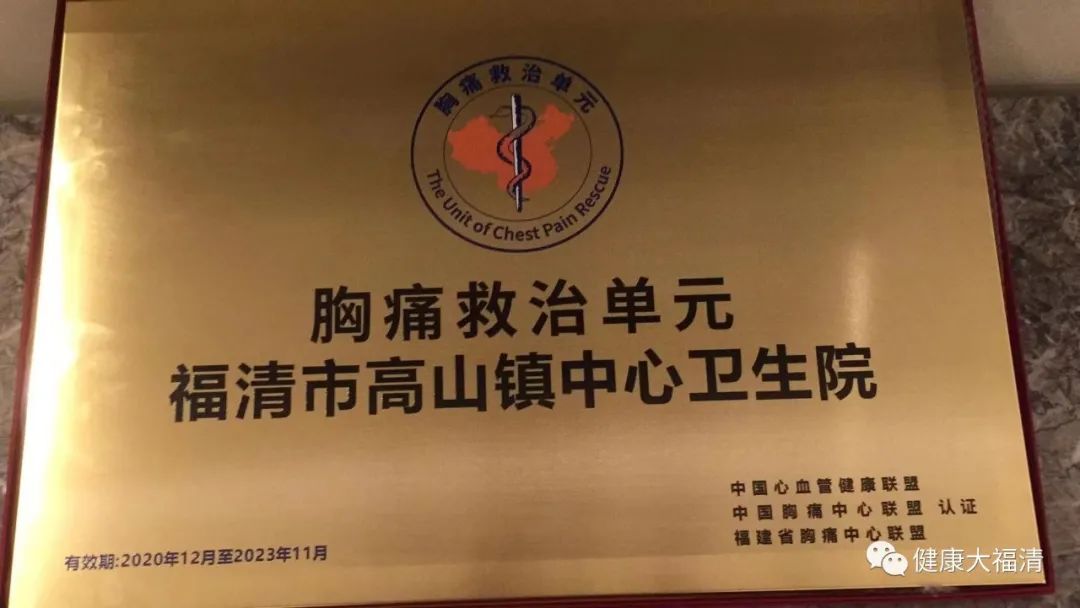 胸痛救治单元
The Unit of Chest Pain Rescue
胸痛救治单元
福清市高山镇中心卫生院
中国心血管健康联盟
中国胸痛中心联盟 认证
福建省胸痛中心联盟
有效期:2020年12月至2023年11月
健康大福清